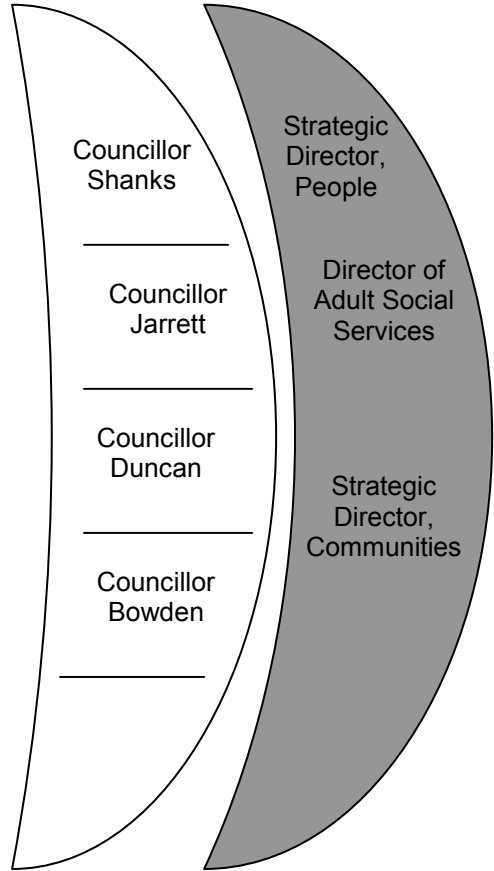 Councillor
Shanks
Councillor
Jarrett
Councillor
Duncan
Councillor
Bowden
Strategic
Director,
People
Director of
Adult Social
Services
Strategic
Director,
Communities